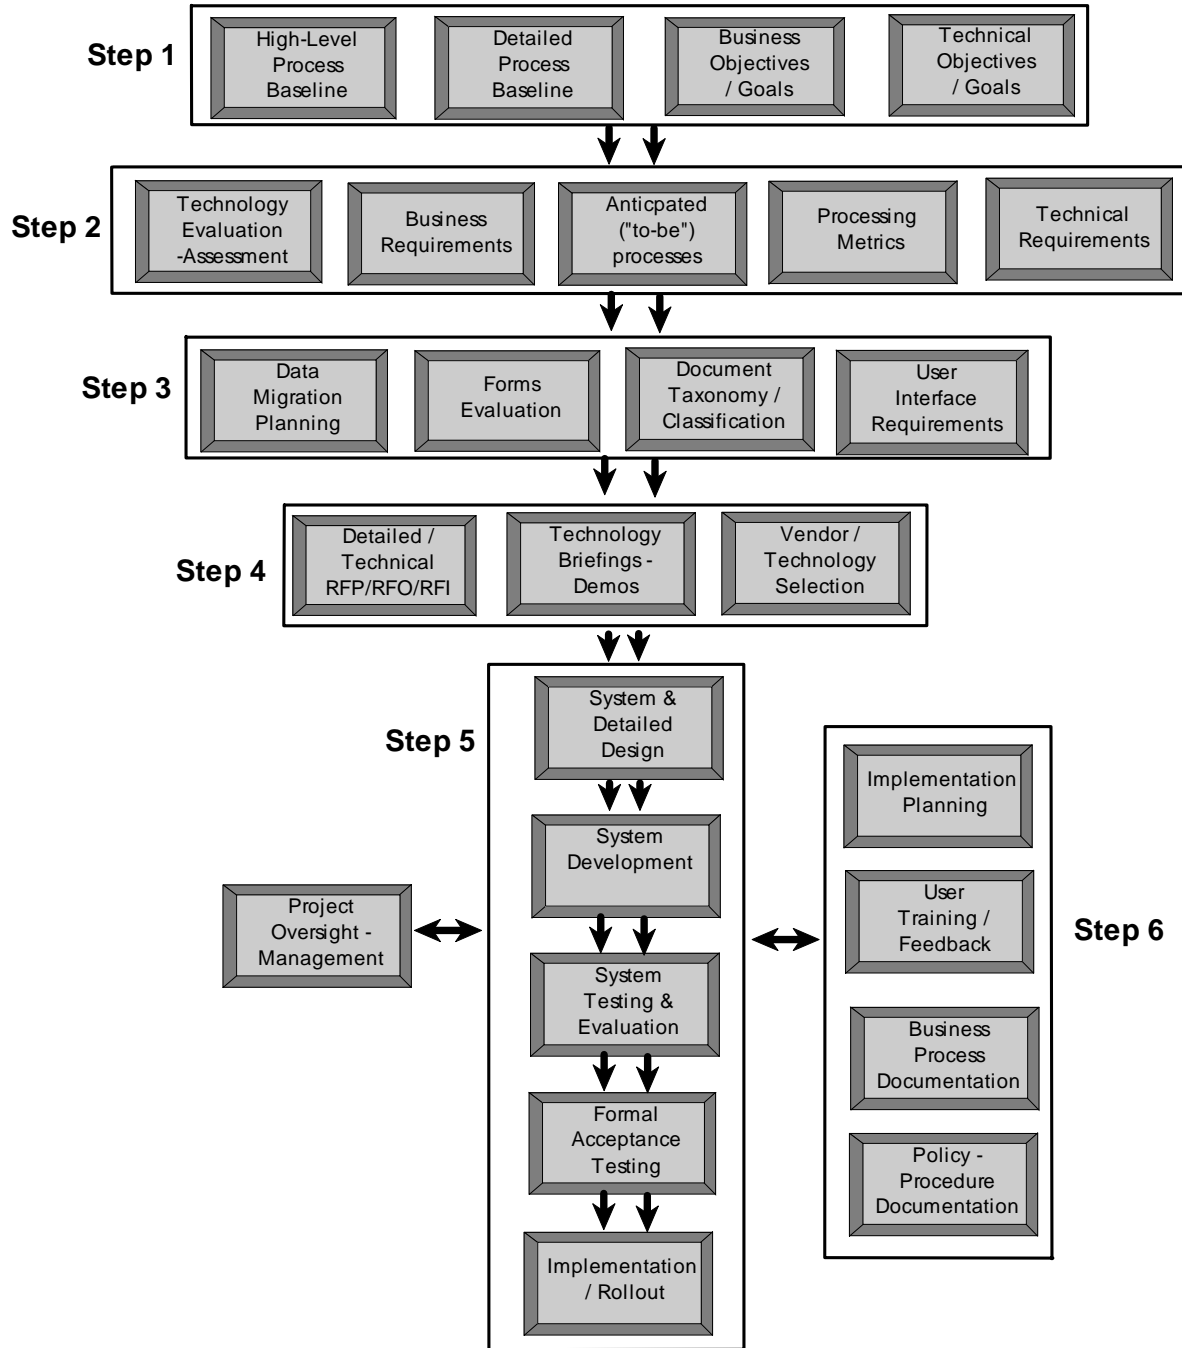 Step 1
High-Level
Process
Baseline
Detailed
Process
Baseline
Business
Objectives
/ Goals
Technical
Objectives
/ Goals
Step 2
Technology
Evaluation
-Assessment
Business
Requirements
Anticpated
("to-be")
processes
Processing
Metrics
Technical
Requirements
Step 3
Data
Migration
Planning
Forms
Evaluation
Document
Taxonomy /
Classification
User
Interface
Requirements
Step 4
Detailed /
Technical
RFP/RFO/RFI
Technology
Briefings -
Demos
Vendor /
Technology
Selection
Step 5
System &
Detailed
Design
System
Development
System
Testing &
Evaluation
Formal
Acceptance
Testing
Implementation
/ Rollout
Project
Oversight -
Management
Step 6
Implementation
Planning
User
Training /
Feedback
Business
Process
Documentation
Policy -
Procedure
Documentation